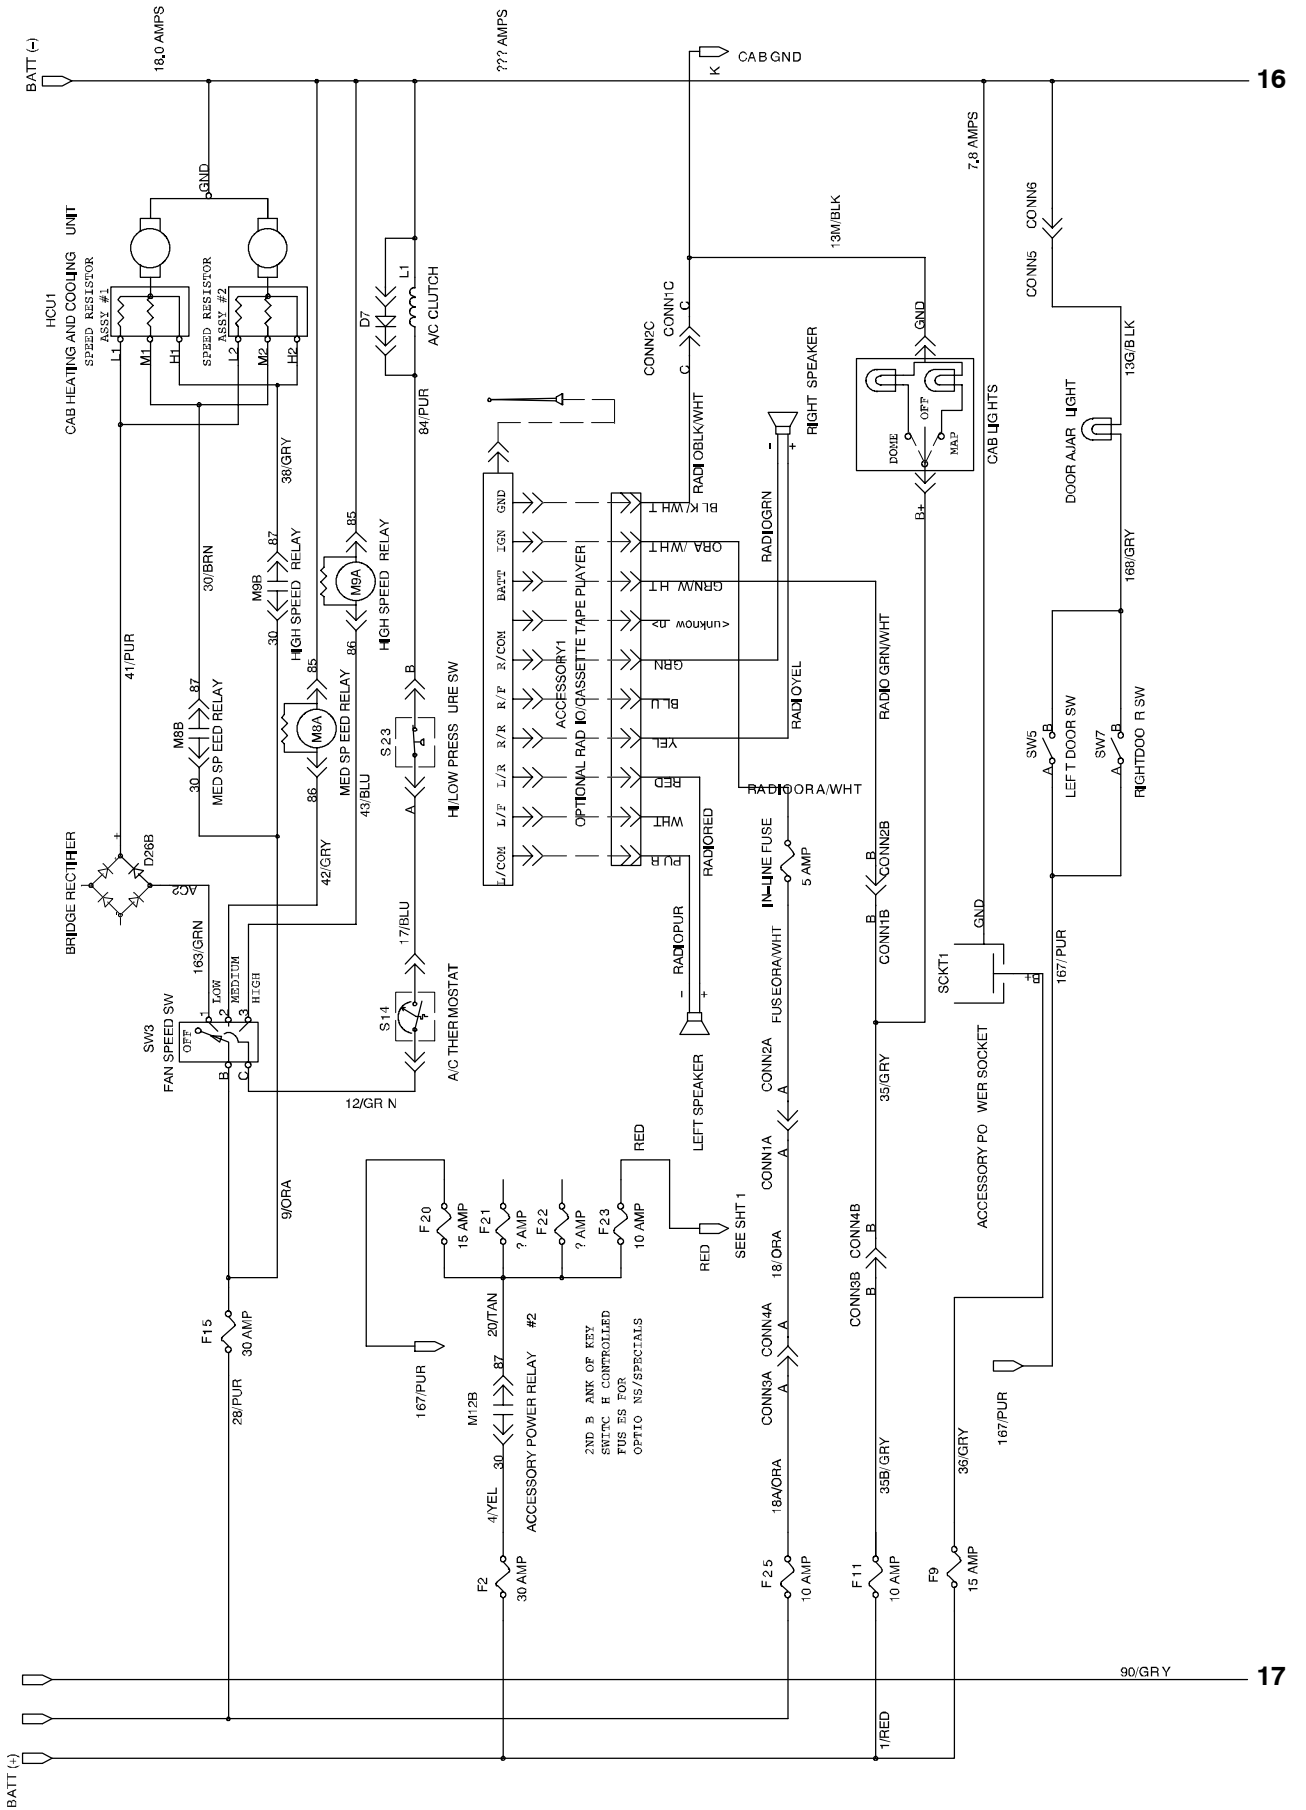 BATT (-)
18.0 AMPS
??? AMPS
K
CAB GND
16
7.8 AMPS
HCU1
CAB HEATING AND COOLING UNIT
SPEED RESISTOR
ASSY #1
SPEED RESISTOR
ASSY #2
GND
L1
M1
H1
L2
M2
H2
D7
L1
A/C CLUTCH
84/PUR
13M/BLK
CONN6
CONN5
CONN2C
CONN1C
C
C
RADIOBLK/WHT
RIGHT SPEAKER
-
+
GND
DOME
OFF
MAP
CAB LIGHTS
B+
13G/BLK
DOOR AJAR LIGHT
168/GRY
38/GRY
41/PUR
30/BRN
87
M9B
30
HIGH SPEED RELAY
85
M9A
86
HIGH SPEED RELAY
87
M8B
30
MED SPEED RELAY
85
M8A
86
MED SPEED RELAY
43/BLU
42/GRY
B
S23
A
HI/LOW PRESSURE SW
L/COM L/F L/R R/R R/F R/COM BATT IGN GND
ACCESSORY1
OPTIONAL RADIO/CASSETTE TAPE PLAYER
BLK/WHT
ORA/WHT
GRN/WHT
<unknown>
GRN
BLU
YEL
RED
WHT
PUR
RADIOGRN
RADIOYEL
RADIO GRN/WHT
RADIOORA/WHT
RADIORED
RADIOPUR
-
+
LEFT SPEAKER
IN-LINE FUSE
5 AMP
FUSEORA/WHT
B
CONN2B
B
CONN1B
SW5
A
B
LEFT DOOR SW
SW7
A
B
RIGHTDOOR SW
BRIDGE RECTIFIER
+
D26B
AC2
163/GRN
SW3
FAN SPEED SW
OFF
1
2
3
LOW
MEDIUM
HIGH
B
C
12/GRN
17/BLU
S14
A/C THERMOSTAT
9/ORA
F15
30 AMP
28/PUR
F20
15 AMP
F21
? AMP
F22
? AMP
F23
10 AMP
RED
RED
SEE SHT 1
20/TAN
#2
167/PUR
M12B
87
30
4/YEL
ACCESSORY POWER RELAY
2ND BANK OF KEY
SWITCH CONTROLLED
FUSES FOR
OPTIONS/SPECIALS
F2
30 AMP
CONN2A
A
CONN1A
A
18/ORA
CONN4A
A
CONN3A
A
18A/ORA
F25
10 AMP
35/GRY
CONN4B
B
CONN3B
B
35B/GRY
F11
10 AMP
GND
SCKT1
B+
ACCESSORY POWER SOCKET
167/PUR
36/GRY
167/PUR
F9
15 AMP
1/RED
90/GRY
17
BATT (+)